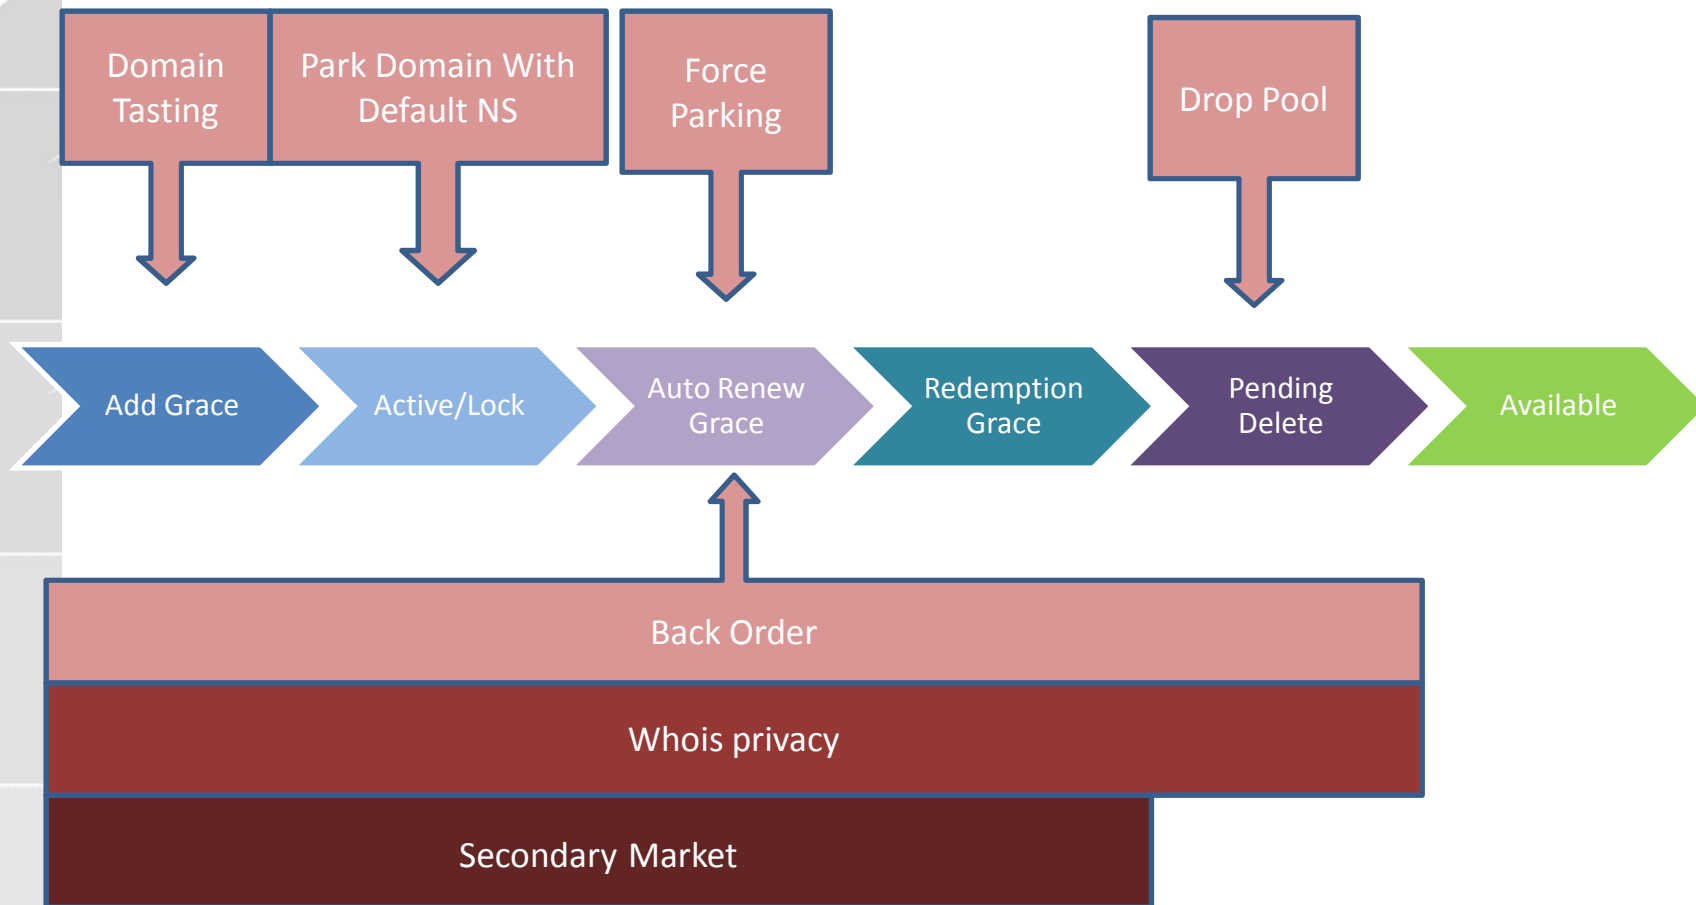 Domain
Tasting
Park Domain With
Default NS
Force
Parking
Drop Pool
Add Grace
Active/Lock
Auto Renew
Grace
Redemption
Grace
Pending
Delete
Available
Back Order
Whois privacy
Secondary Market